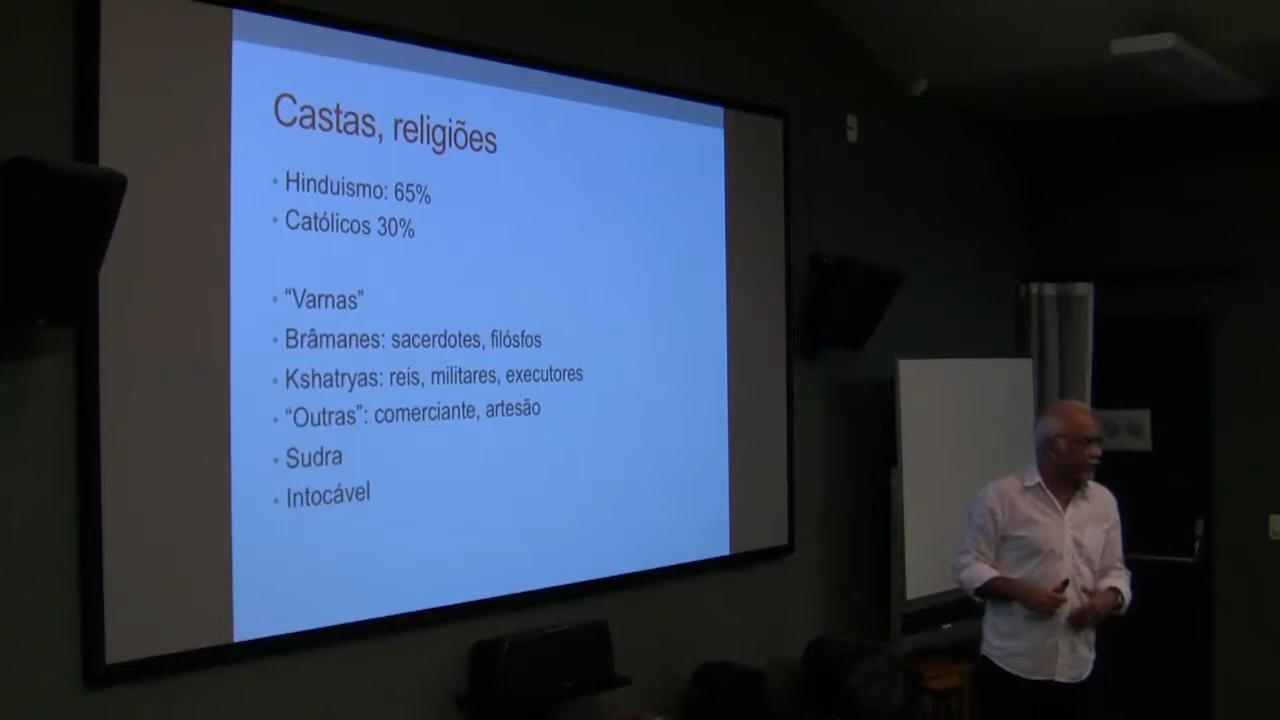 Castas, religiões
• Hinduismo: 65%
• Católicos 30%
• “Varnas”
• Brâmanes: sacerdotes, filósfos
• Kshatryas: reis, militares, executores
• “Outras”: comerciante, artesão
• Sudra
• Intocável